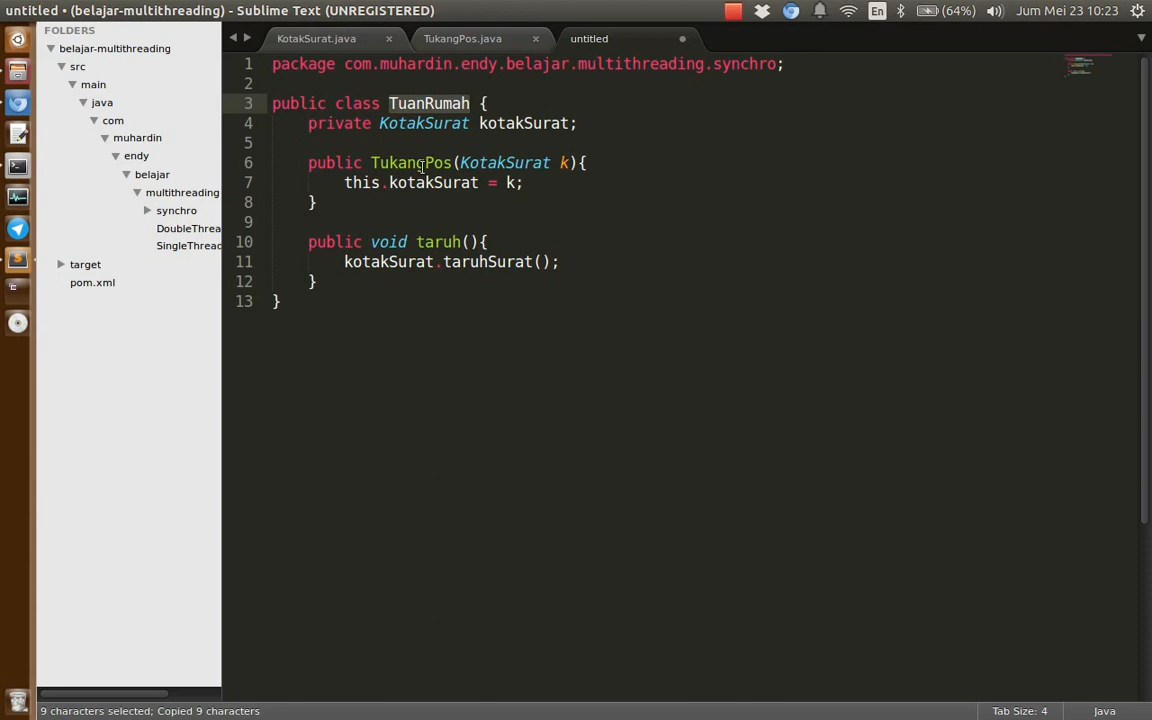 untitled • (belajar-multithreading) - Sublime Text (UNREGISTERED)
En (64%) Jum Mei 23 10:23
FOLDERS
belajar-multithreading
src
main
java
com
muhardin
endy
belajar
multithreading
synchro
DoubleThrea
SingleThread
target
pom.xml
KotakSurat.java
TukangPos.java
untitled
1 package com.muhardin.endy.belajar.multithreading.synchro;
2
3 public class TuanRumah {
4 private KotakSurat kotakSurat;
5
6 public TukangPos(KotakSurat k){
7 this.kotakSurat = k;
8 }
9
10 public void taruh(){
11 kotakSurat.taruhSurat();
12 }
13 }
9 characters selected; Copied 9 characters
Tab Size: 4
Java